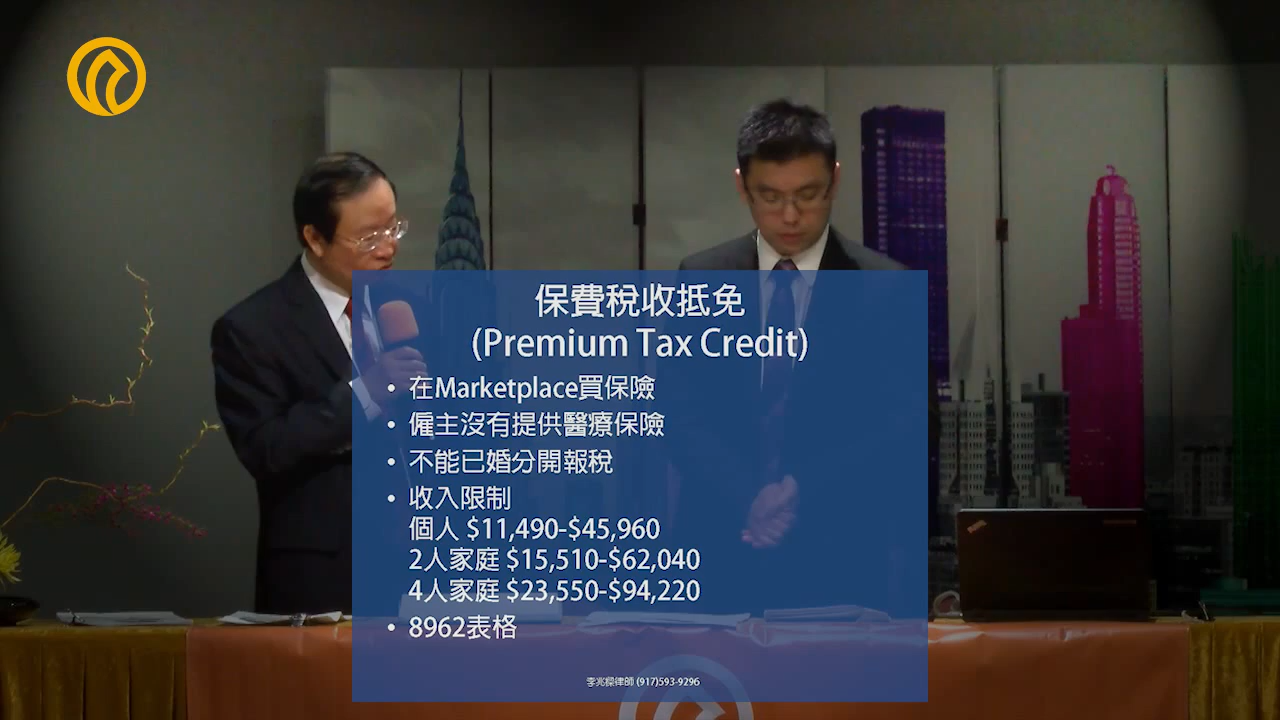 保費稅收抵免
(Premium Tax Credit)
• 在Marketplace買保險
• 僱主沒有提供醫療保險
• 不能已婚分開報稅
• 收入限制
個人 $11,490-$45,960
2人家庭 $15,510-$62,040
4人家庭 $23,550-$94,220
• 8962表格
李兆樑律師 (917)593-9296